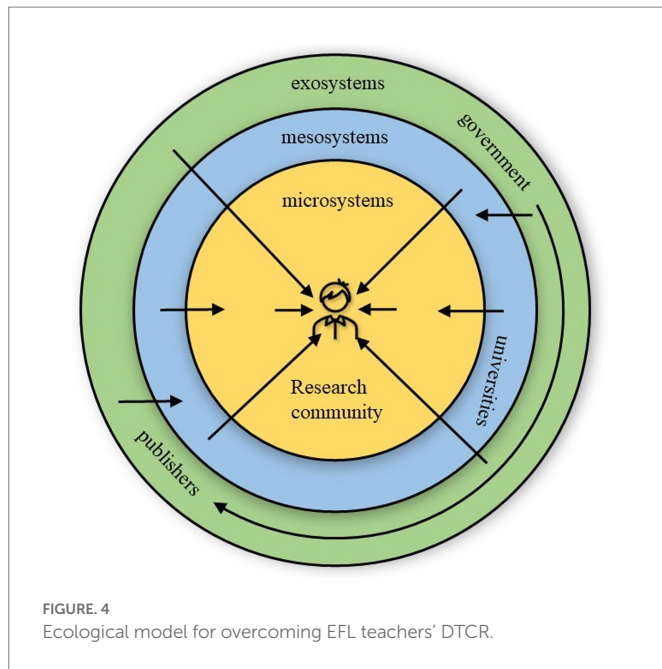 exosystems
government
mesosystems
microsystems
universities
Research
community
publishers
FIGURE. 4
Ecological model for overcoming EFL teachers’ DTCR.